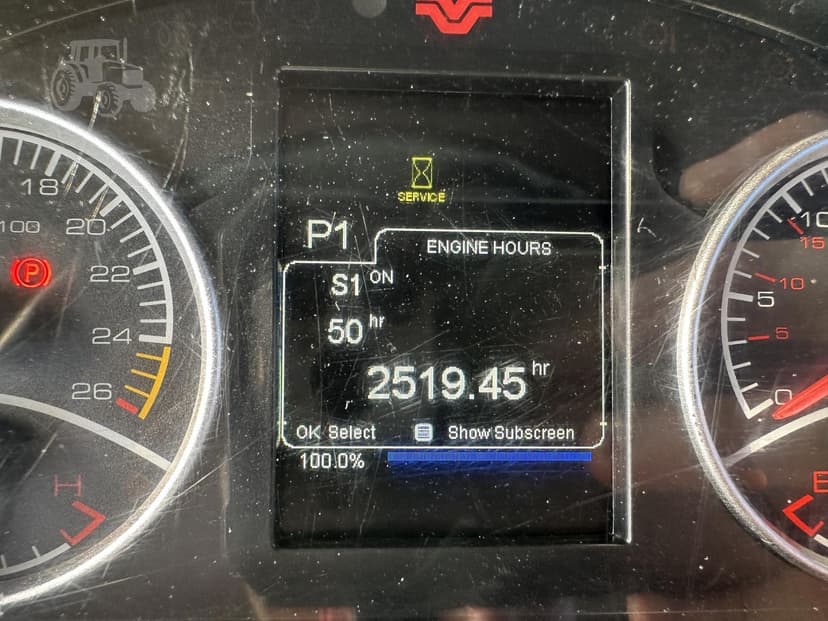 SERVICE
P1
ENGINE HOURS
S1 ON
50 hr
2519.45 hr
OK Select
Show Subscreen
100.0%
18
100
20
22
24
26
P
H
10
15
10
5
5
0
E